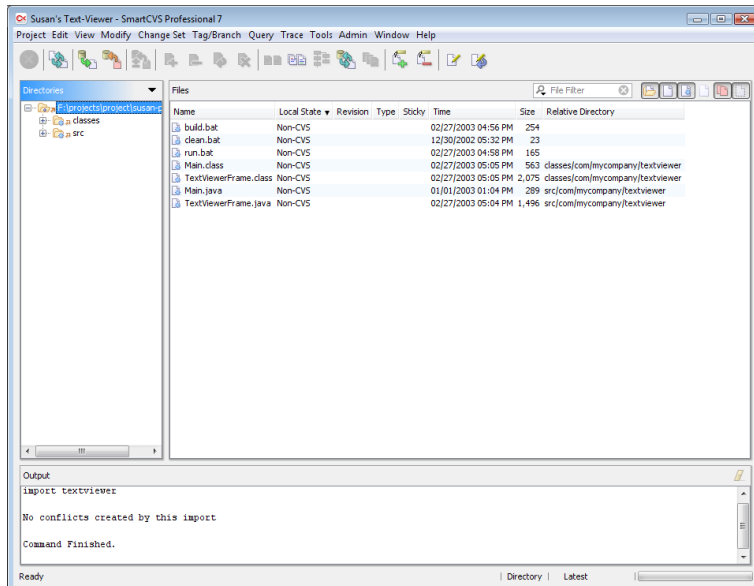 Susan's Text-Viewer - SmartCVS Professional 7
Project Edit View Modify Change Set Tag/Branch Query Trace Tools Admin Window Help
Directories
F:\projects\project\susan-p
classes
src
Files
File Filter
Name Local State Revision Type Sticky Time Size Relative Directory
build.bat Non-CVS 02/27/2003 04:56 PM 254
clean.bat Non-CVS 12/30/2002 05:32 PM 23
run.bat Non-CVS 02/27/2003 04:58 PM 165
Main.class Non-CVS 02/27/2003 05:05 PM 563 classes/com/mycompany/textviewer
TextViewerFrame.class Non-CVS 02/27/2003 05:05 PM 2,075 classes/com/mycompany/textviewer
Main.java Non-CVS 01/01/2003 01:04 PM 289 src/com/mycompany/textviewer
TextViewerFrame.java Non-CVS 02/27/2003 05:04 PM 1,496 src/com/mycompany/textviewer
Output
import textviewer
No conflicts created by this import
Command Finished.
Ready Directory Latest